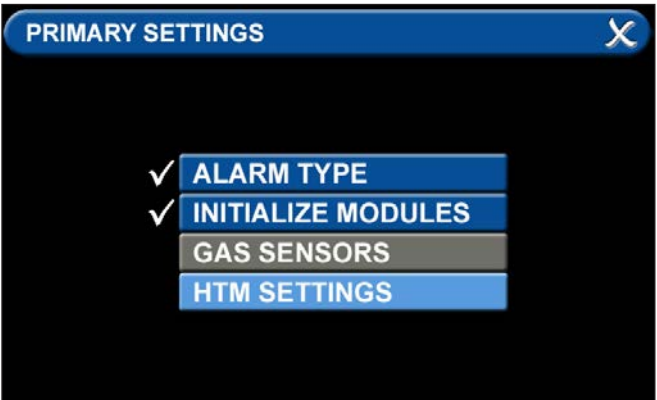 PRIMARY SETTINGS
ALARM TYPE
INITIALIZE MODULES
GAS SENSORS
HTM SETTINGS